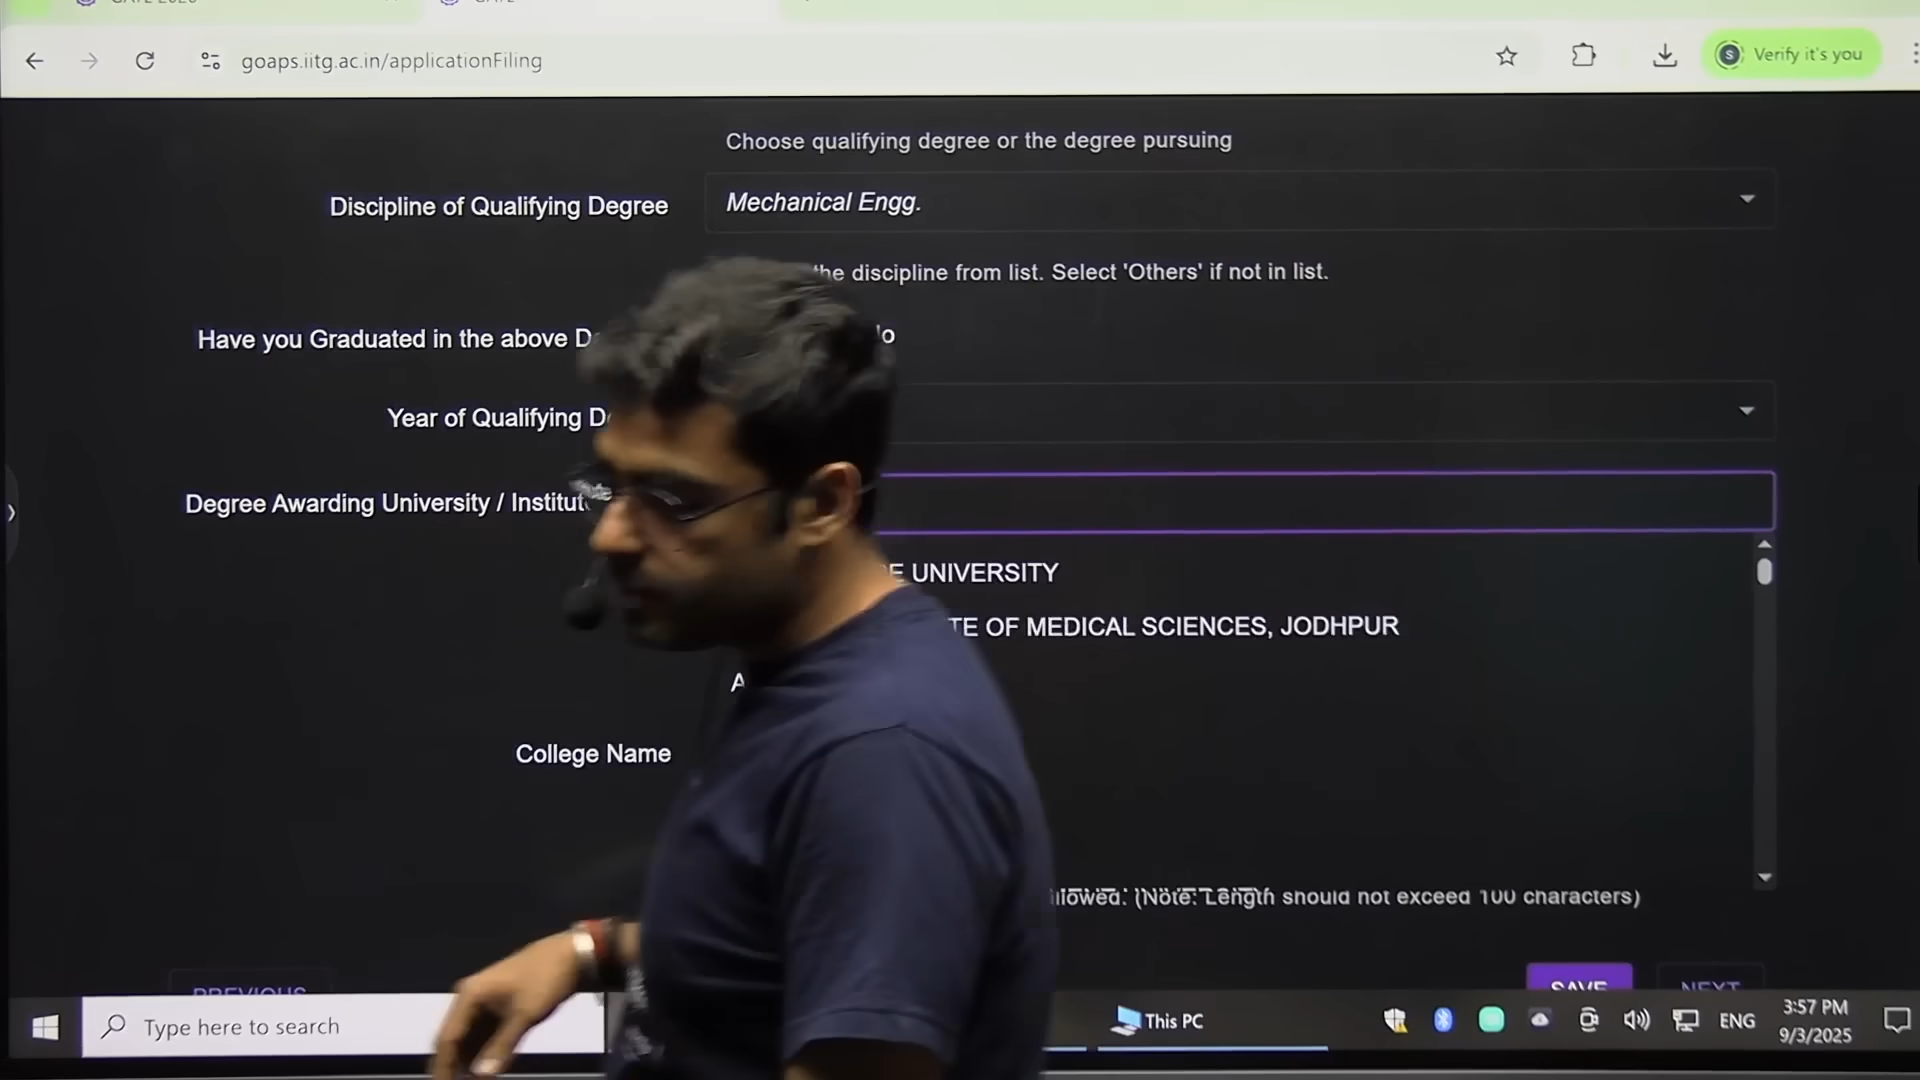 goaps.iitg.ac.in/applicationFiling
Verify it's you
Choose qualifying degree or the degree pursuing
Discipline of Qualifying Degree
Mechanical Engg.
the discipline from list. Select 'Others' if not in list.
Have you Graduated in the above
Year of Qualifying
Degree Awarding University /
UNIVERSITY
OF MEDICAL SCIENCES, JODHPUR
College Name
(Note: Length should not exceed 100 characters)
PREVIOUS
SAVE
NEXT
Type here to search
This PC
ENG
3:57 PM
9/3/2025